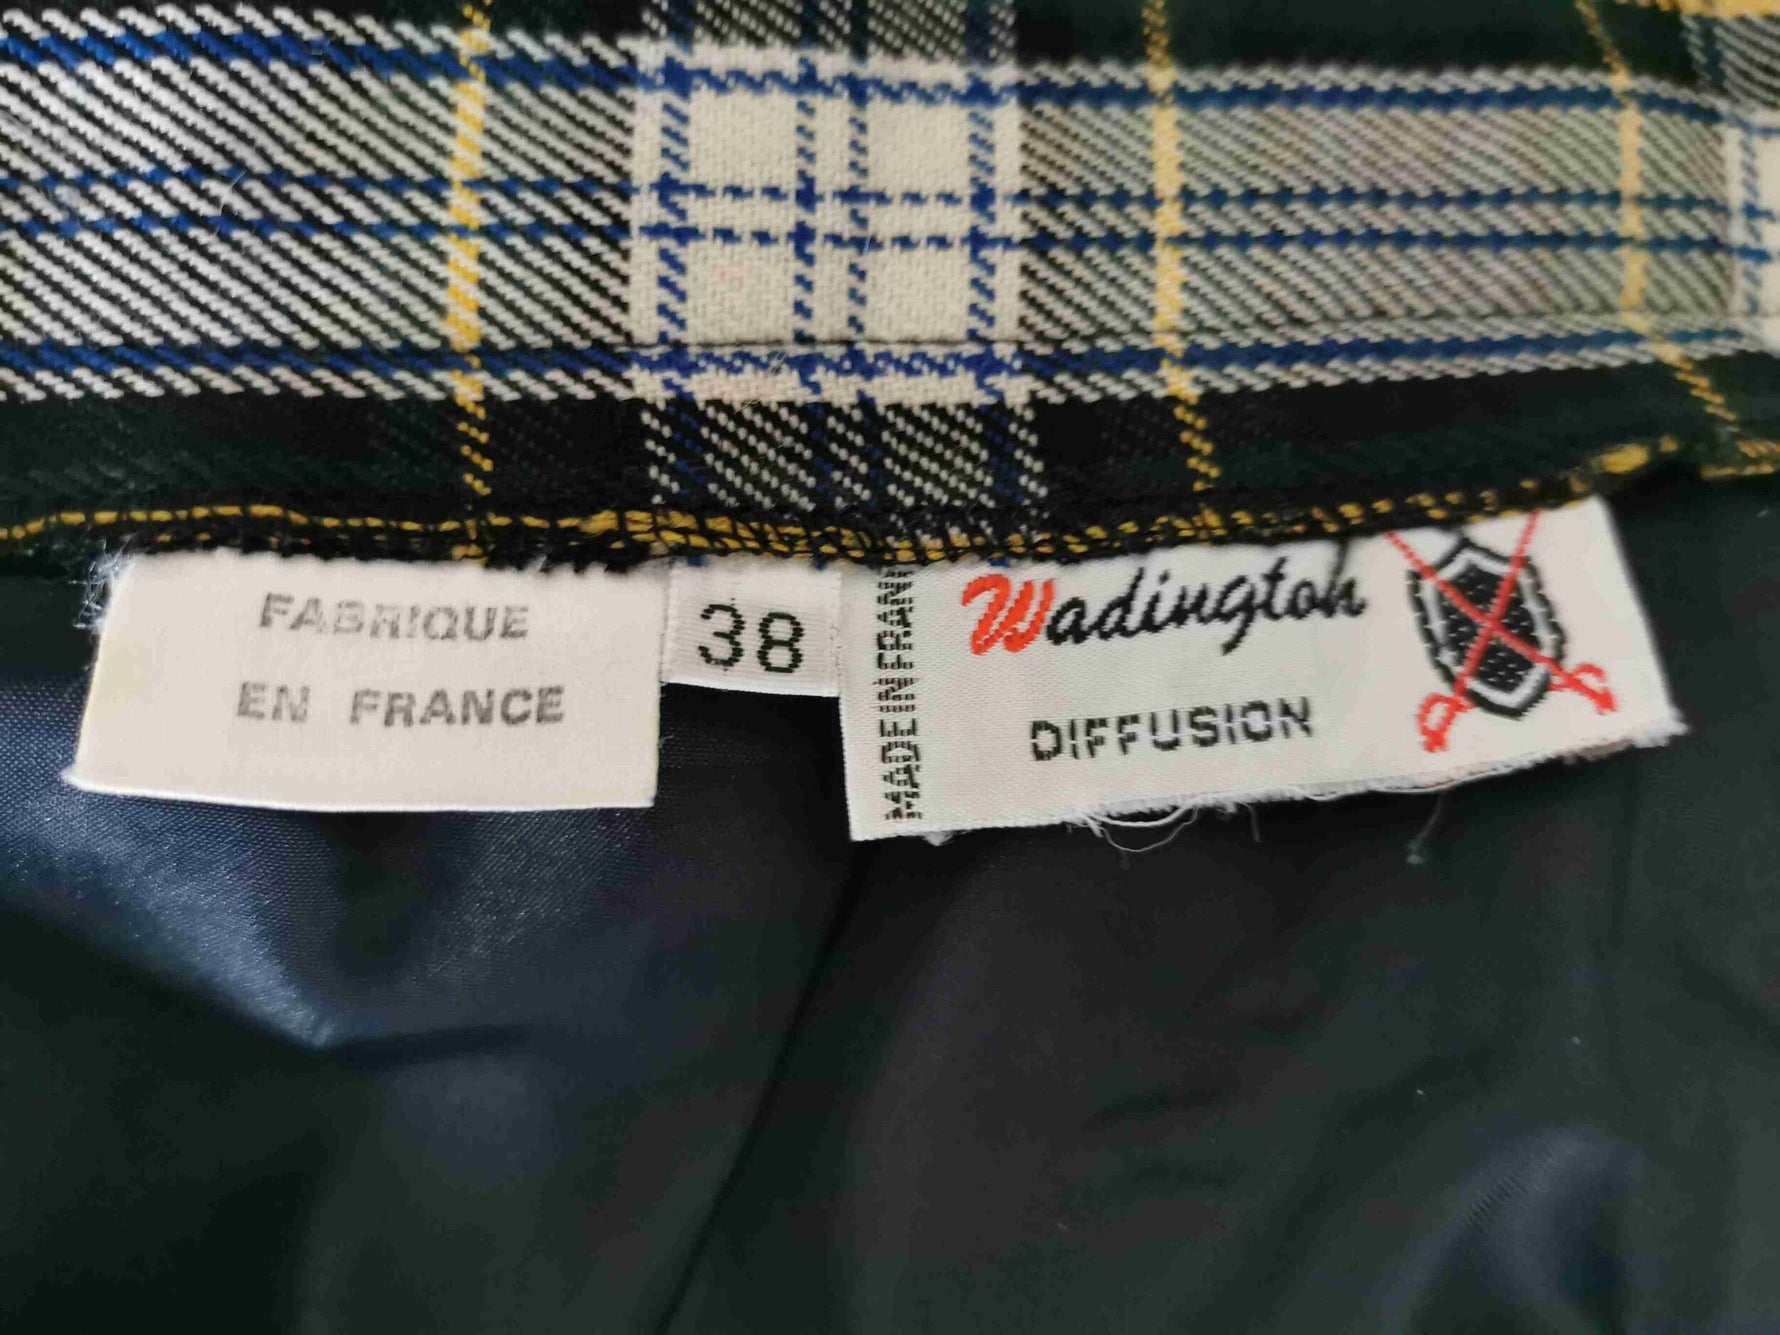 FABRIQUE
EN FRANCE
38
MADE IN FRAN
Wadington
DIFFUSION